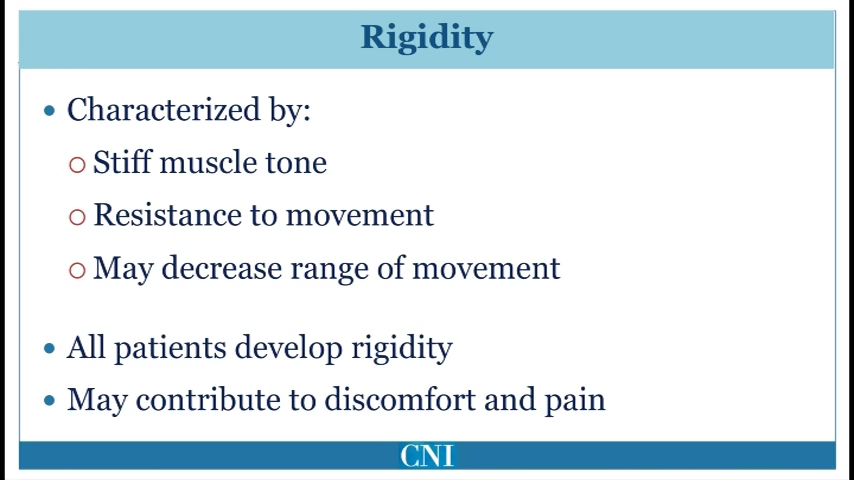 Rigidity
Characterized by:
Stiff muscle tone
Resistance to movement
May decrease range of movement
All patients develop rigidity
May contribute to discomfort and pain
CNI